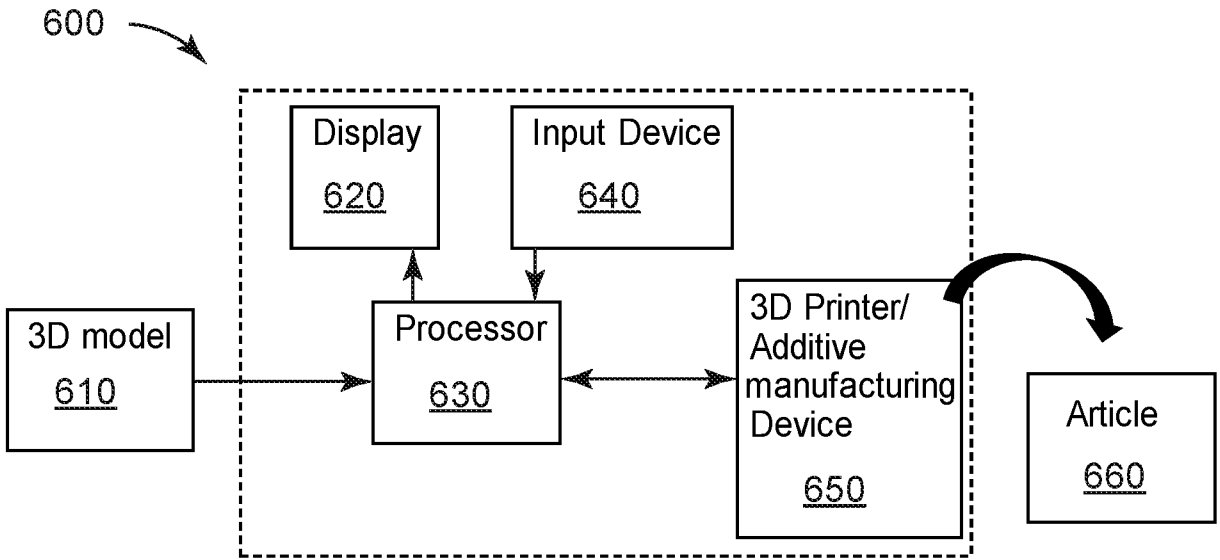 600
Display
620
Input Device
640
3D model
610
Processor
630
3D Printer/
Additive
manufacturing
Device
650
Article
660